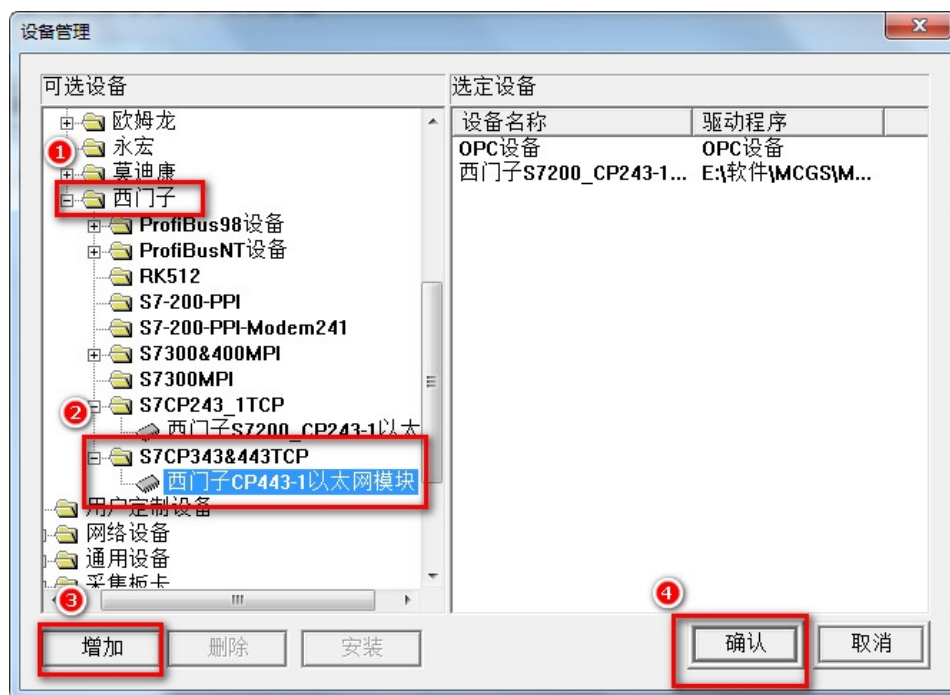 设备管理
可选设备
选定设备
欧姆龙
1
永宏
莫迪康
西门子
ProfiBus98设备
ProfiBusNT设备
RK512
S7-200-PPI
S7-200-PPI-Modem241
S7300&400MPI
S7300MPI
2
S7CP243_1TCP
西门子S7200_CP243-1以太
S7CP343&443TCP
西门子CP443-1以太网模块
用户定制设备
网络设备
通用设备
采集板卡
设备名称 驱动程序
OPC设备 OPC设备
西门子S7200_CP243-1... E:\软件\MCGS\M...
3
4
增加 删除 安装 确认 取消